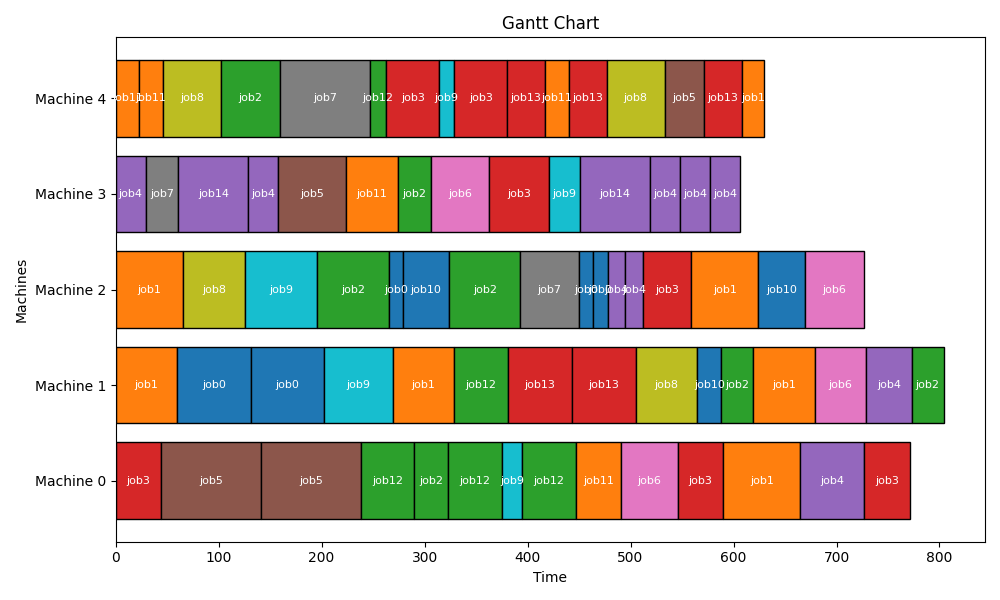 Gantt Chart
Machine 4
job11 job11 job8 job2 job7 job12 job3 job9 job3 job13 job11 job13 job8 job5 job13 job1
Machine 3
job4 job7 job14 job4 job5 job11 job2 job6 job3 job9 job14 job4 job4 job4
Machines
Machine 2
job1 job8 job9 job2 job0 job10 job2 job7 job0 job0 job4 job4 job3 job1 job10 job6
Machine 1
job1 job0 job0 job9 job1 job12 job13 job13 job8 job10 job2 job1 job6 job4 job2
Machine 0
job3 job5 job5 job12 job2 job12 job9 job12 job11 job6 job3 job1 job4 job3
0 100 200 300 400 500 600 700 800
Time